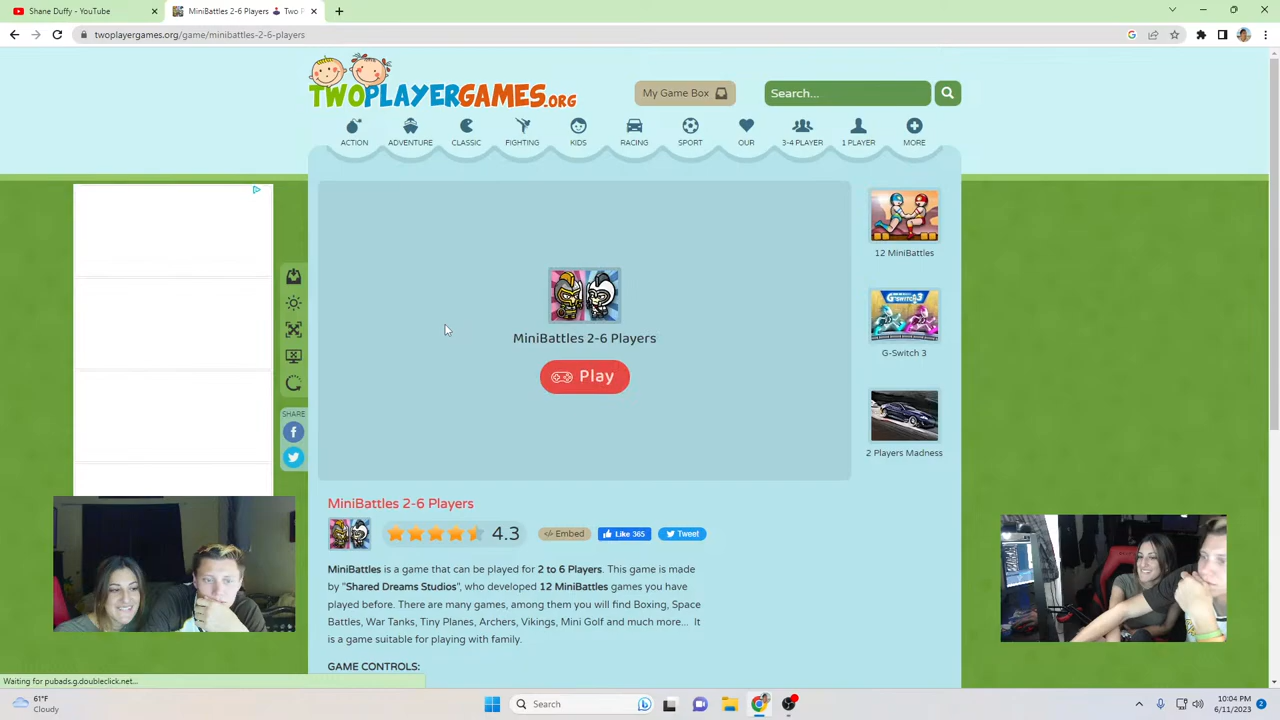 Shane Duffy - YouTube
MiniBattles 2-6 Player Two P
twoplayergames.org/game/minibattles-2-6-players
TWOPLAYERGAMES.ORG
My Game Box
Search...
ACTION ADVENTURE CLASSIC FIGHTING KIDS RACING SPORT OUR 3-4 PLAYER 1 PLAYER MORE
MiniBattles 2-6 Players
Play
12 MiniBattles
G-SWITCH 3
G-Switch 3
2 Players Madness
SHARE
MiniBattles 2-6 Players
4.3
</> Embed
Like 365
Tweet
MiniBattles is a game that can be played for 2 to 6 Players. This game is made
by "Shared Dreams Studios", who developed 12 MiniBattles games you have
played before. There are many games, among them you will find Boxing, Space
Battles, War Tanks, Tiny Planes, Archers, Vikings, Mini Golf and much more... It
is a game suitable for playing with family.
GAME CONTROLS:
Waiting for pubads.g.doubleclick.net...
61°F
Cloudy
Search
10:04 PM
6/11/2023
2